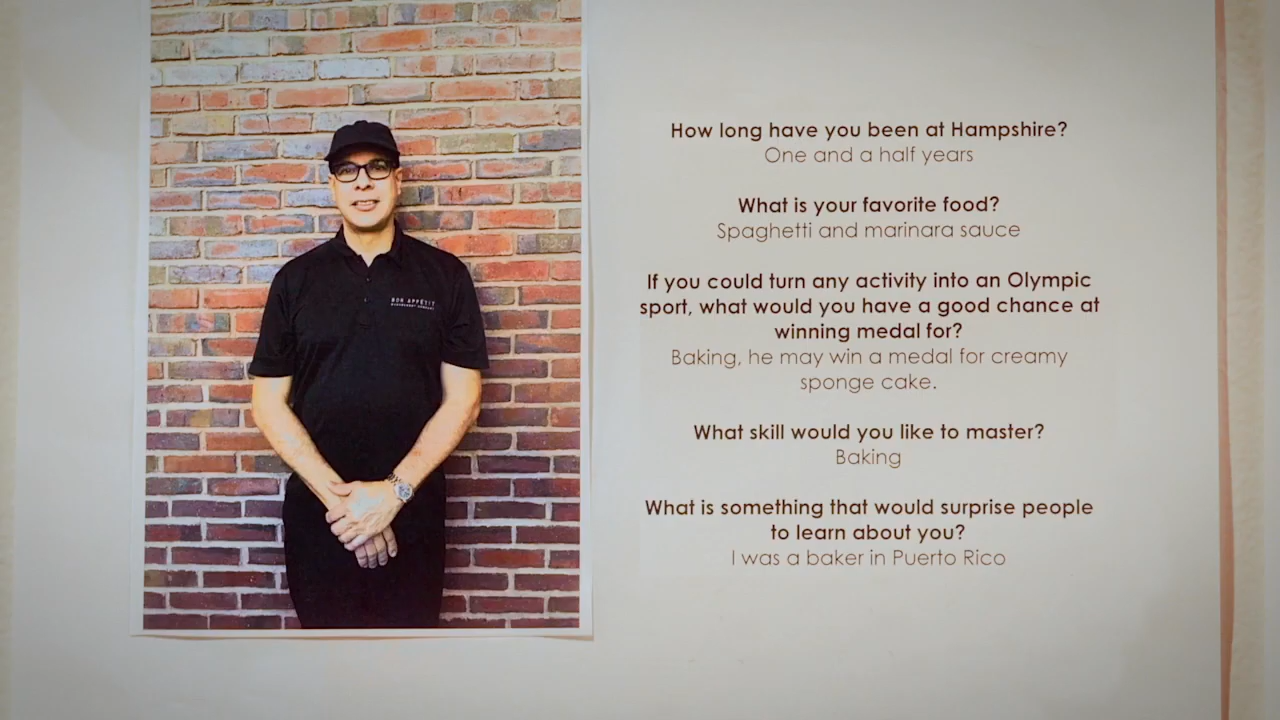 BON APPÉTIT
MANAGEMENT COMPANY
How long have you been at Hampshire?
One and a half years
What is your favorite food?
Spaghetti and marinara sauce
If you could turn any activity into an Olympic
sport, what would you have a good chance at
winning medal for?
Baking, he may win a medal for creamy
sponge cake.
What skill would you like to master?
Baking
What is something that would surprise people
to learn about you?
I was a baker in Puerto Rico